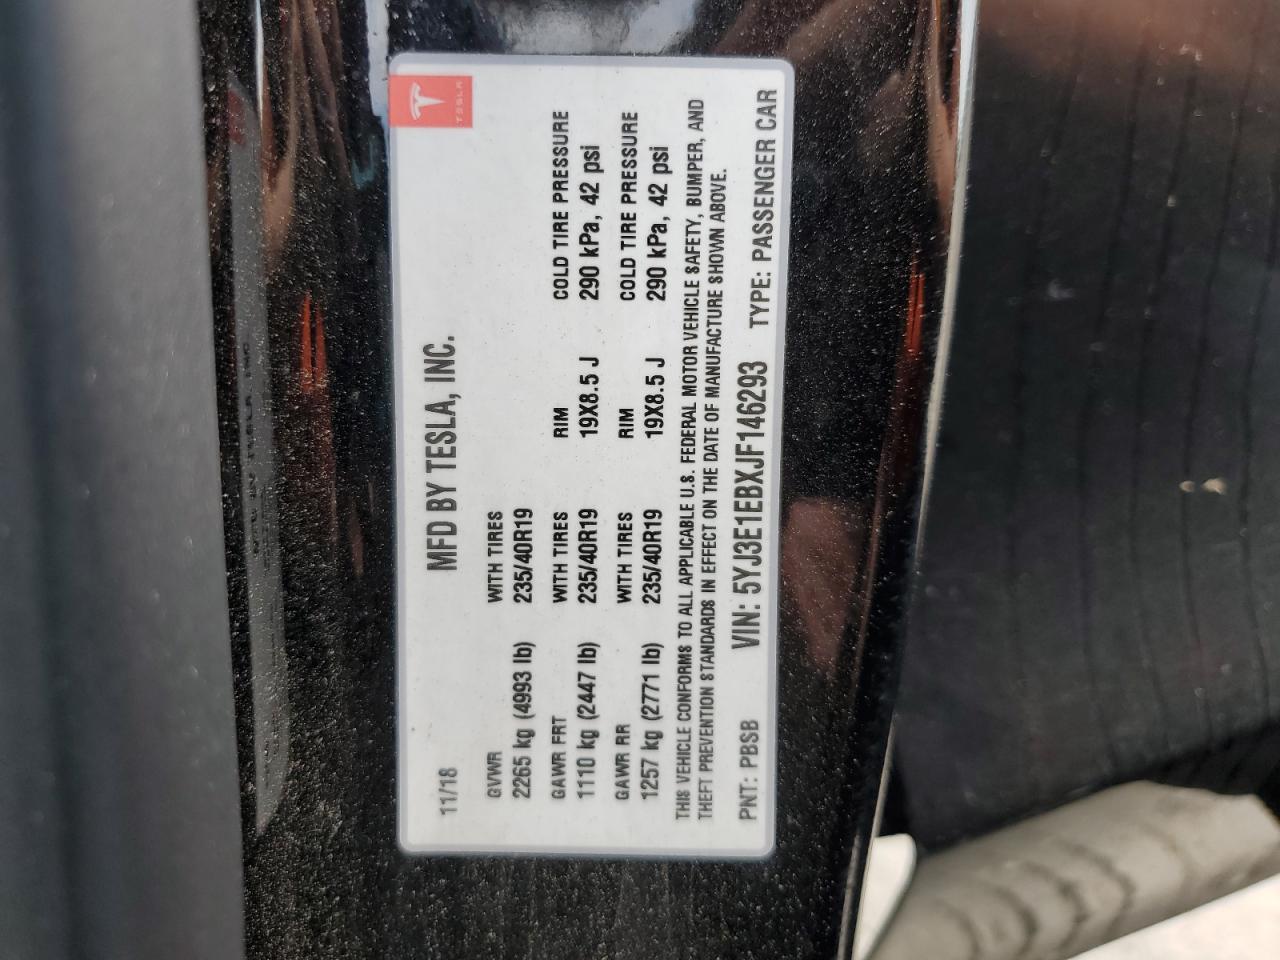 TESLA
11/18
MFD BY TESLA, INC.
GVWR WITH TIRES
2265 kg (4993 lb) 235/40R19
GAWR FRT WITH TIRES RIM COLD TIRE PRESSURE
1110 kg (2447 lb) 235/40R19 19X8.5 J 290 kPa, 42 psi
GAWR RR WITH TIRES RIM COLD TIRE PRESSURE
1257 kg (2771 lb) 235/40R19 19X8.5 J 290 kPa, 42 psi
THIS VEHICLE CONFORMS TO ALL APPLICABLE U.S. FEDERAL MOTOR VEHICLE SAFETY, BUMPER, AND
THEFT PREVENTION STANDARDS IN EFFECT ON THE DATE OF MANUFACTURE SHOWN ABOVE.
PNT: PBSB VIN: 5YJ3E1EBXJF146293 TYPE: PASSENGER CAR